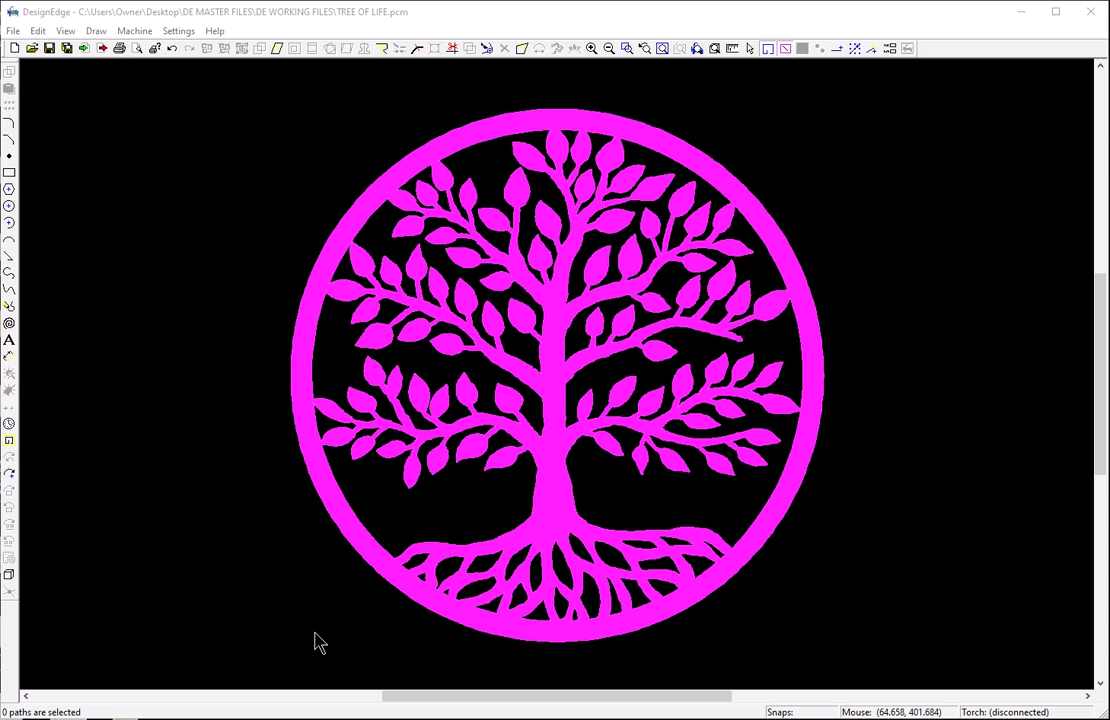 DesignEdge - C:\Users\Owner\Desktop\DE MASTER FILES\DE WORKING FILES\TREE OF LIFE.pcm
File Edit View Draw Machine Settings Help
A
0 paths are selected Snaps: Mouse: (64.658, 401.684) Torch: (disconnected)